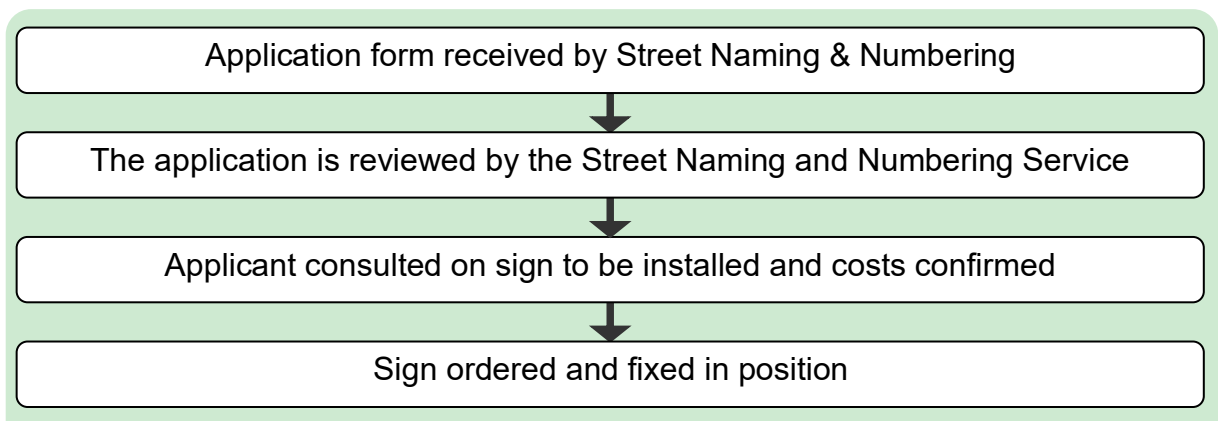 Application form received by Street Naming & Numbering
The application is reviewed by the Street Naming and Numbering Service
Applicant consulted on sign to be installed and costs confirmed
Sign ordered and fixed in position